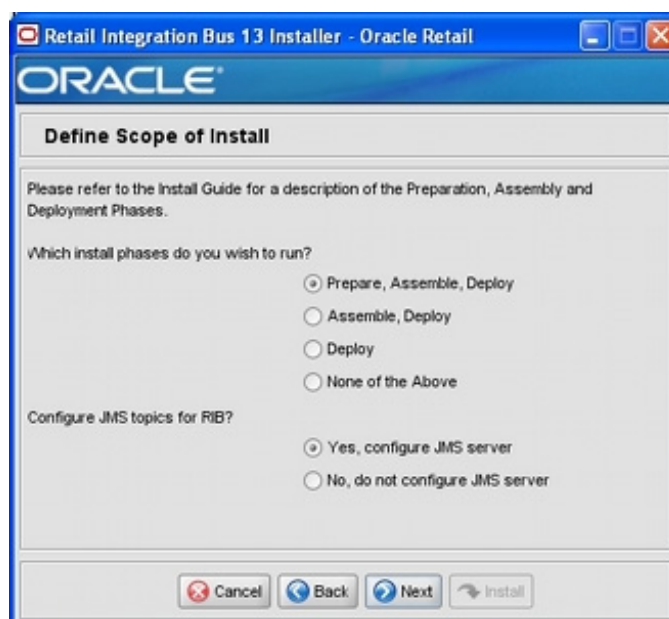 Retail Integration Bus 13 Installer - Oracle Retail
ORACLE®
Define Scope of Install
Please refer to the Install Guide for a description of the Preparation, Assembly and
Deployment Phases.
Which install phases do you wish to run?
Prepare, Assemble, Deploy
Assemble, Deploy
Deploy
None of the Above
Configure JMS topics for RIB?
Yes, configure JMS server
No, do not configure JMS server
Cancel Back Next Install